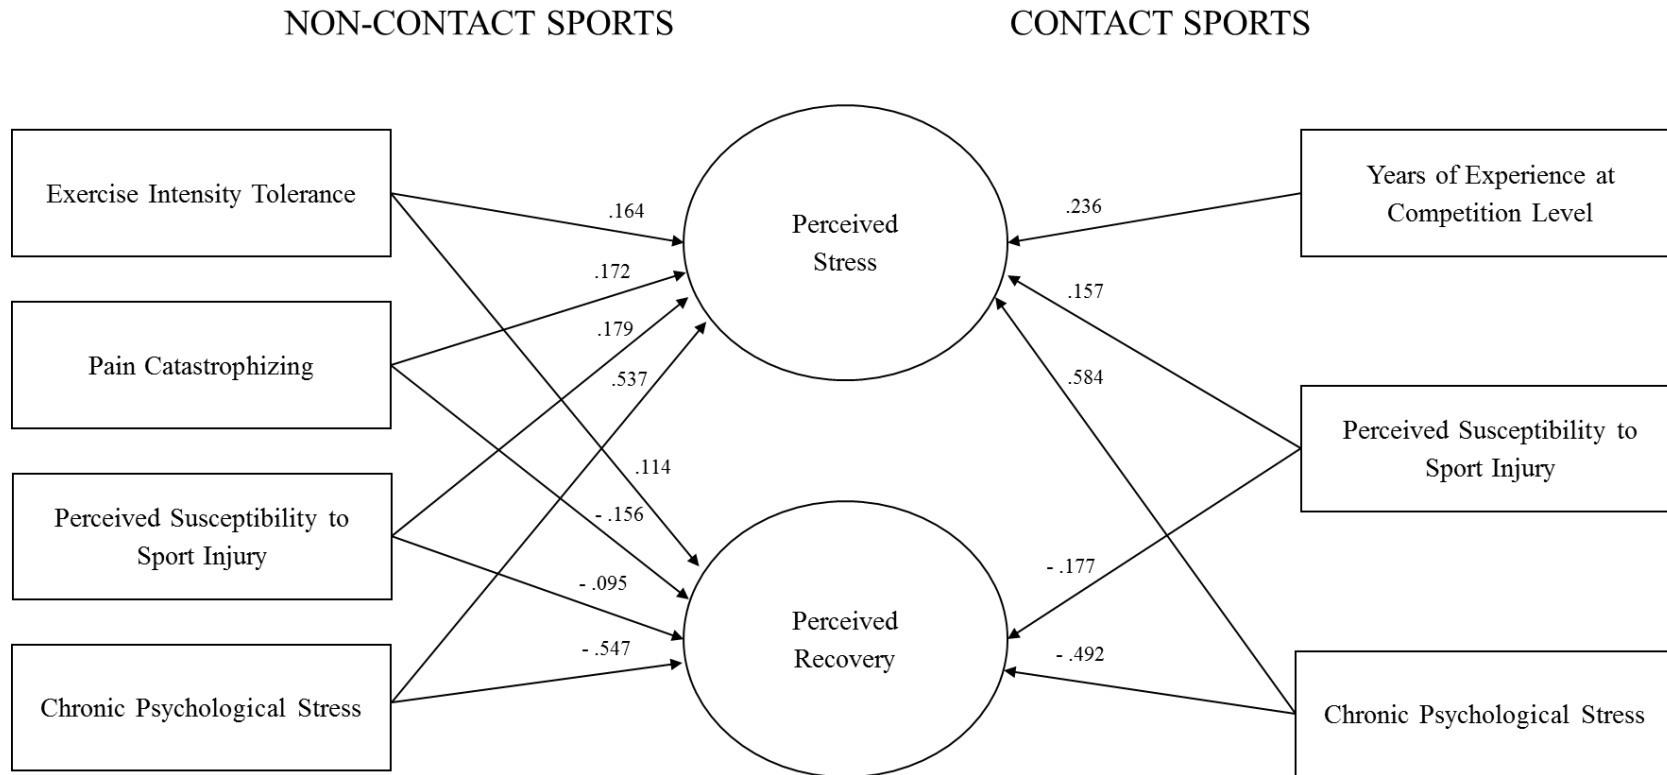 NON-CONTACT SPORTS
CONTACT SPORTS
Exercise Intensity Tolerance
Pain Catastrophizing
Perceived Susceptibility to
Sport Injury
Chronic Psychological Stress
.164
.172
.179
.537
.114
- .156
- .095
- .547
Perceived
Stress
Perceived
Recovery
.236
.157
.584
- .177
- .492
Years of Experience at
Competition Level
Perceived Susceptibility to
Sport Injury
Chronic Psychological Stress